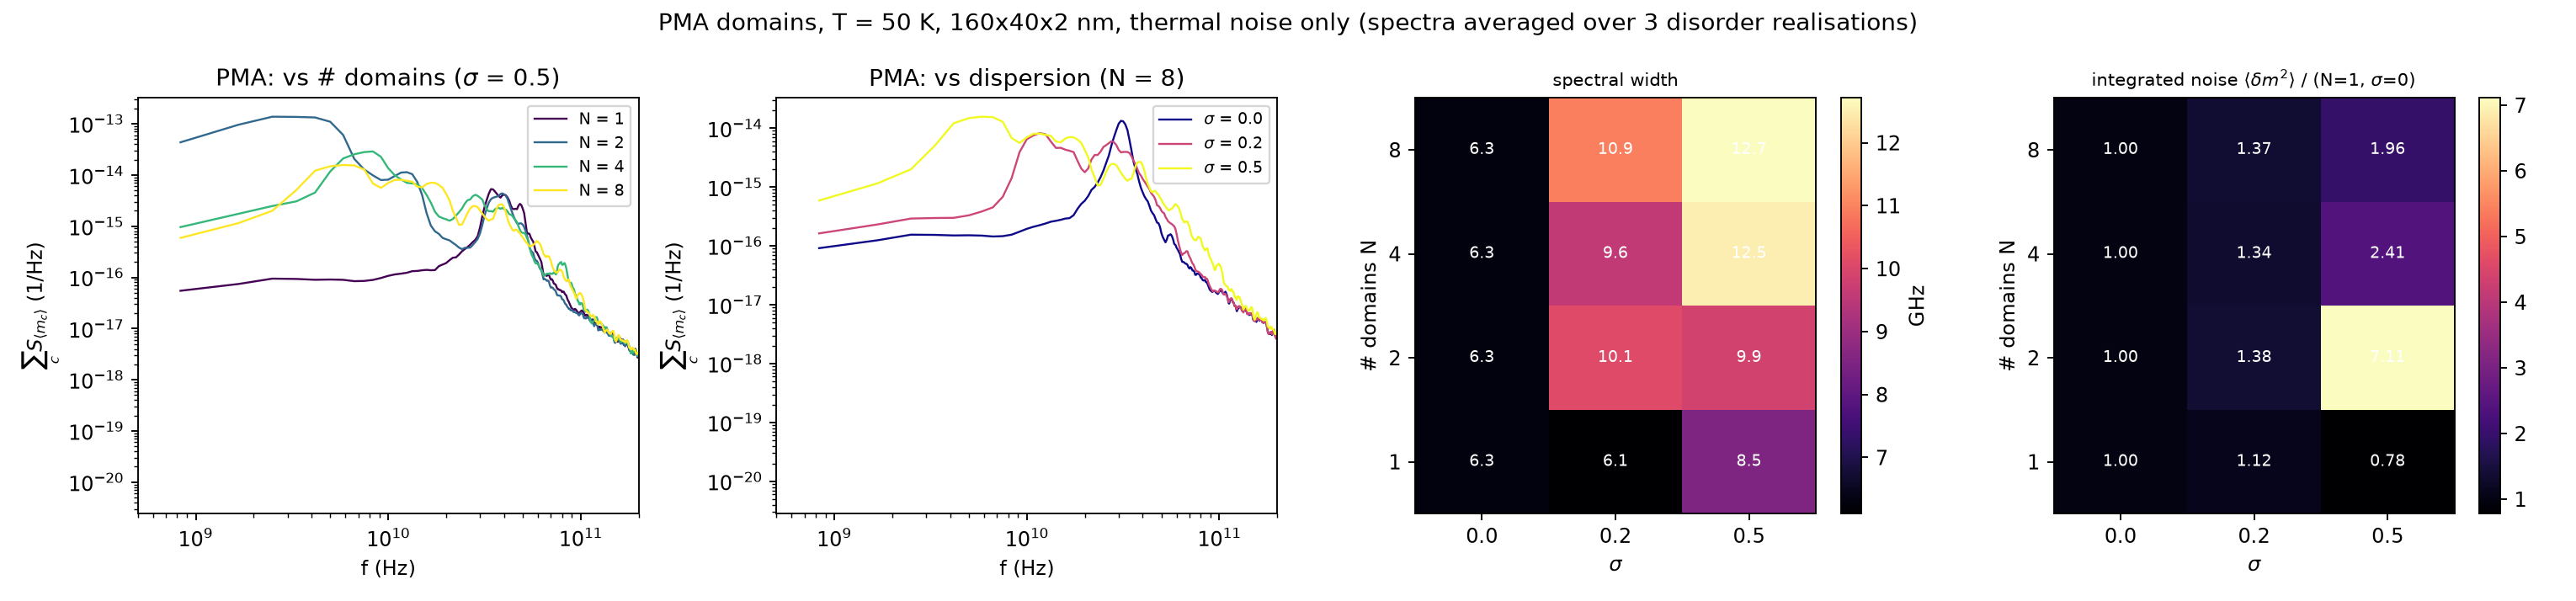 PMA domains, T = 50 K, 160x40x2 nm, thermal noise only (spectra averaged over 3 disorder realisations)
PMA: vs # domains (σ = 0.5)
∑c S⟨mc⟩ (1/Hz)
10⁻¹³
10⁻¹⁴
10⁻¹⁵
10⁻¹⁶
10⁻¹⁷
10⁻¹⁸
10⁻¹⁹
10⁻²⁰
N = 1
N = 2
N = 4
N = 8
10⁹ 10¹⁰ 10¹¹
f (Hz)
PMA: vs dispersion (N = 8)
∑c S⟨mc⟩ (1/Hz)
10⁻¹⁴
10⁻¹⁵
10⁻¹⁶
10⁻¹⁷
10⁻¹⁸
10⁻¹⁹
10⁻²⁰
σ = 0.0
σ = 0.2
σ = 0.5
10⁹ 10¹⁰ 10¹¹
f (Hz)
spectral width
# domains N
8 6.3 10.9 12.7
4 6.3 9.6 12.5
2 6.3 10.1 9.9
1 6.3 6.1 8.5
0.0 0.2 0.5
σ
12
11
10
9
8
7
GHz
integrated noise ⟨δm²⟩ / (N=1, σ=0)
# domains N
8 1.00 1.37 1.96
4 1.00 1.34 2.41
2 1.00 1.38 7.11
1 1.00 1.12 0.78
0.0 0.2 0.5
σ
7
6
5
4
3
2
1